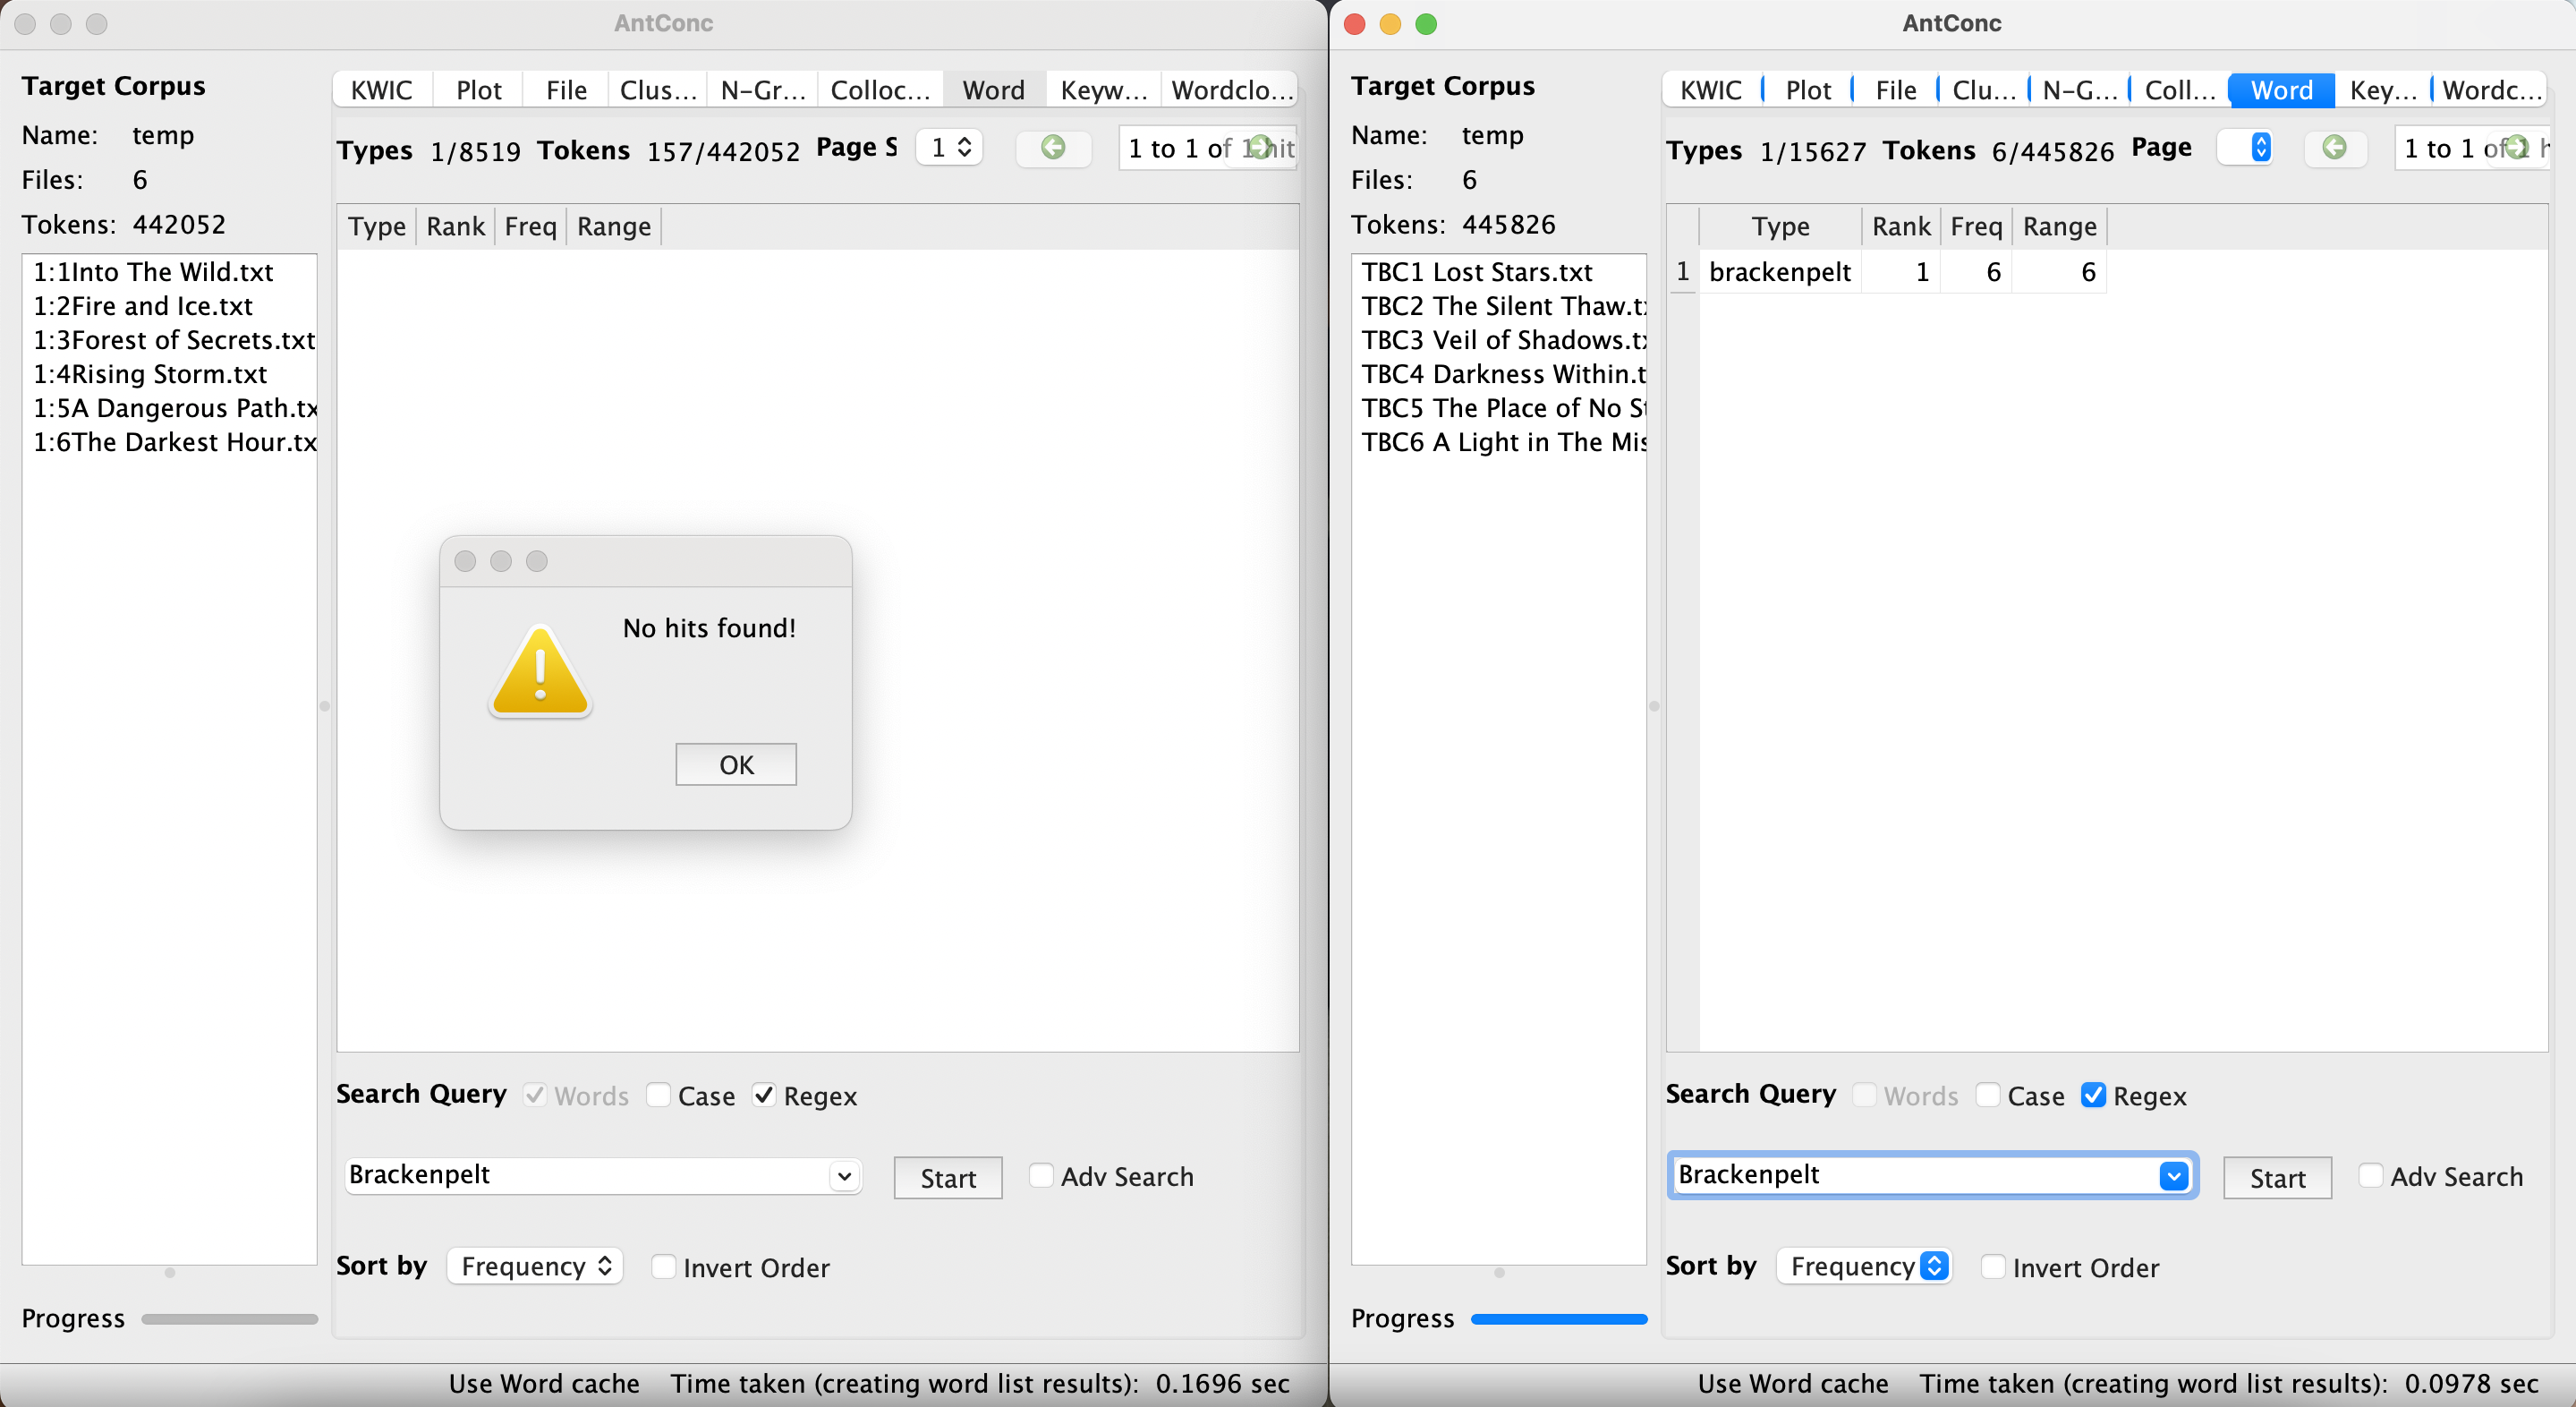 AntConc
Target Corpus
Name: temp
Files: 6
Tokens: 442052
1:1Into The Wild.txt
1:2Fire and Ice.txt
1:3Forest of Secrets.txt
1:4Rising Storm.txt
1:5A Dangerous Path.tx
1:6The Darkest Hour.tx
Progress
KWIC Plot File Clus... N-Gr... Colloc... Word Keyw... Wordclo...
Types 1/8519 Tokens 157/442052 Page S 1 1 to 1 of 1 hit
Type Rank Freq Range
No hits found!
OK
Search Query Words Case Regex
Brackenpelt Start Adv Search
Sort by Frequency Invert Order
Use Word cache Time taken (creating word list results): 0.1696 sec
AntConc
Target Corpus
Name: temp
Files: 6
Tokens: 445826
TBC1 Lost Stars.txt
TBC2 The Silent Thaw.t
TBC3 Veil of Shadows.t
TBC4 Darkness Within.t
TBC5 The Place of No S
TBC6 A Light in The Mis
Progress
KWIC Plot File Clu... N-G... Coll... Word Key... Wordc...
Types 1/15627 Tokens 6/445826 Page 1 to 1 of 1 h
Type Rank Freq Range
1 brackenpelt 1 6 6
Search Query Words Case Regex
Brackenpelt Start Adv Search
Sort by Frequency Invert Order
Use Word cache Time taken (creating word list results): 0.0978 sec